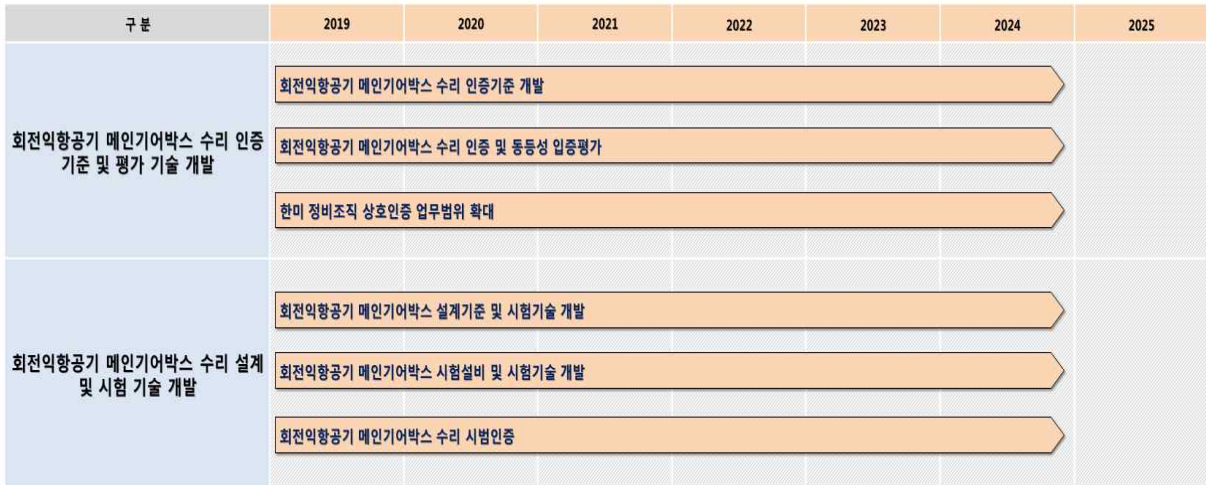 구 분 2019 2020 2021 2022 2023 2024 2025
회전익항공기 메인기어박스 수리 인증
기준 및 평가 기술 개발
회전익항공기 메인기어박스 수리 인증기준 개발
회전익항공기 메인기어박스 수리 인증 및 동등성 입증평가
한미 정비조직 상호인증 업무범위 확대
회전익항공기 메인기어박스 수리 설계
및 시험 기술 개발
회전익항공기 메인기어박스 설계기준 및 시험기술 개발
회전익항공기 메인기어박스 시험설비 및 시험기술 개발
회전익항공기 메인기어박스 수리 시범인증